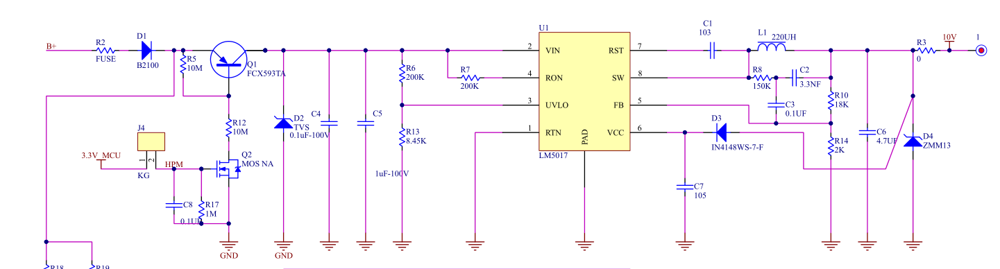 B+
R2
FUSE
D1
B2100
R5
10M
Q1
FCX593TA
R12
10M
J4
1
2
KG
3.3V_MCU
HPM
Q2
MOS NA
C8
0.1UF
R17
1M
GND
R18
R19
D2
TVS
0.1uF-100V
GND
C4
C5
1uF-100V
R6
200K
R13
8.45K
R7
200K
U1
2 VIN RST 7
4 RON SW 8
3 UVLO FB 5
1 RTN VCC 6
PAD
LM5017
C1
103
L1 220UH
R8
150K
C2
3.3NF
C3
0.1UF
R10
18K
R14
2K
D3
IN4148WS-7-F
C7
105
C6
4.7UF
D4
ZMM13
R3
0
10V
1